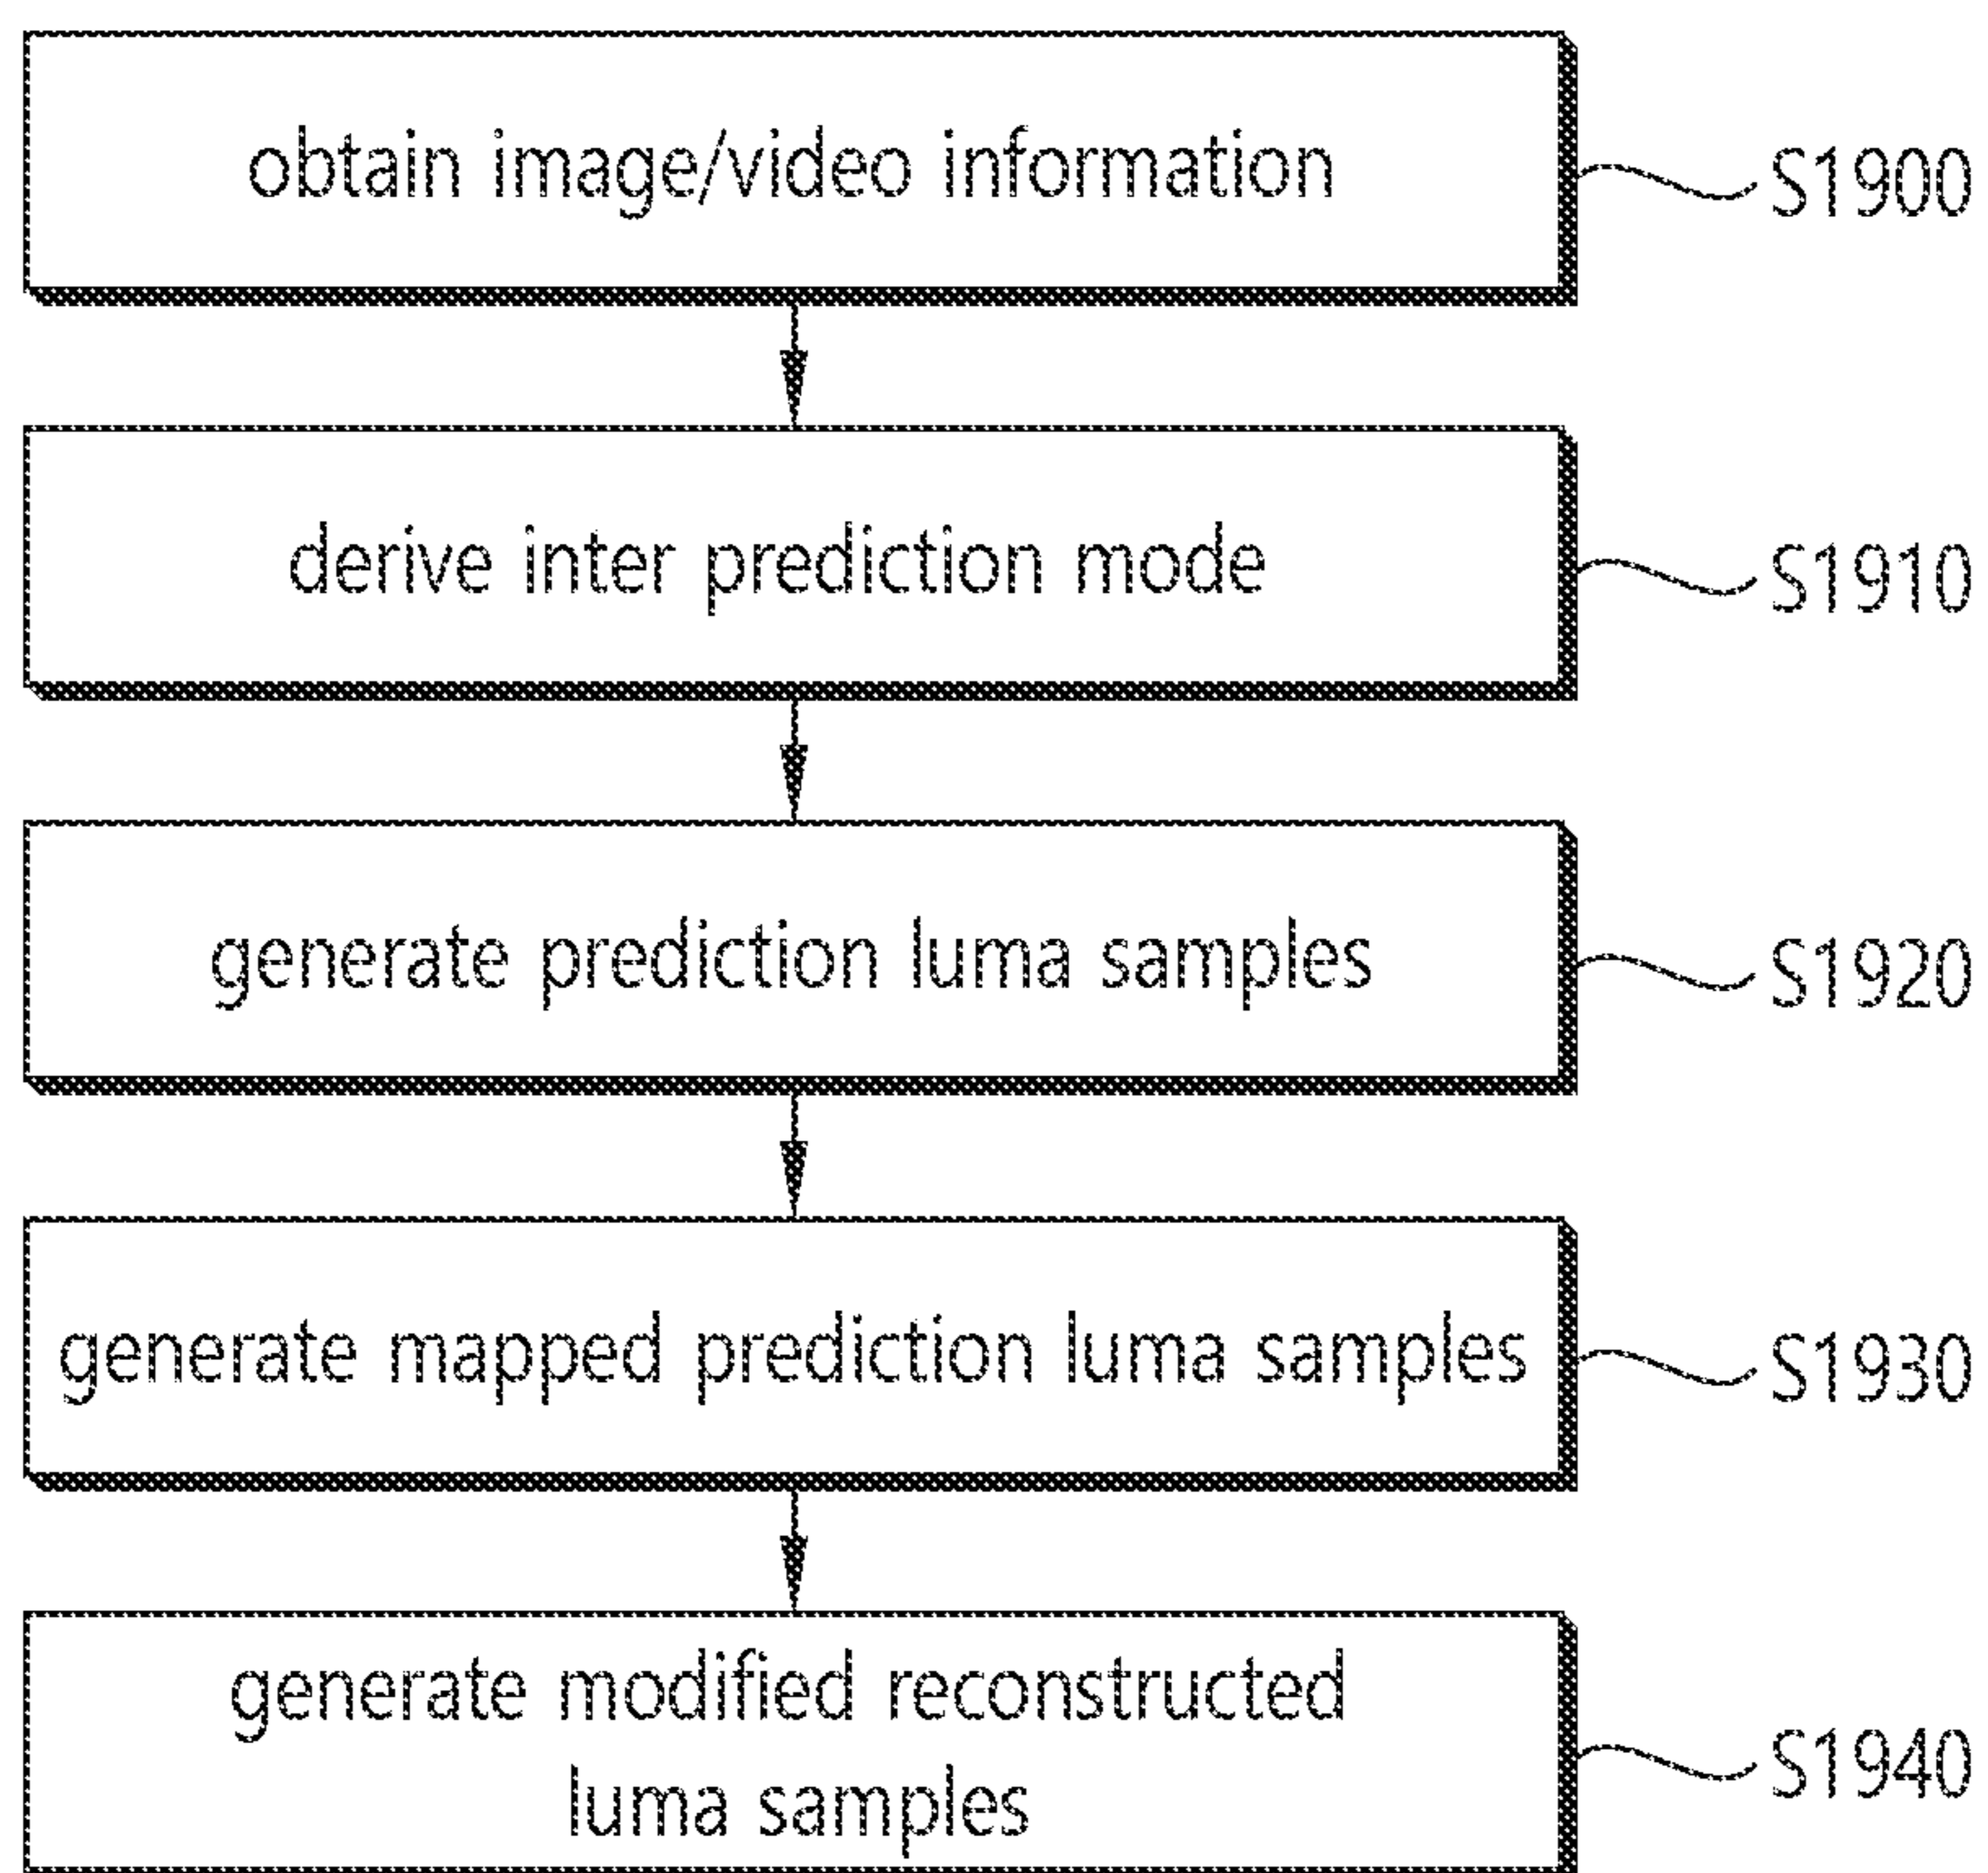 obtain image/video information
S1900
derive inter prediction mode
S1910
generate prediction luma samples
S1920
generate mapped prediction luma samples
S1930
generate modified reconstructed
luma samples
S1940